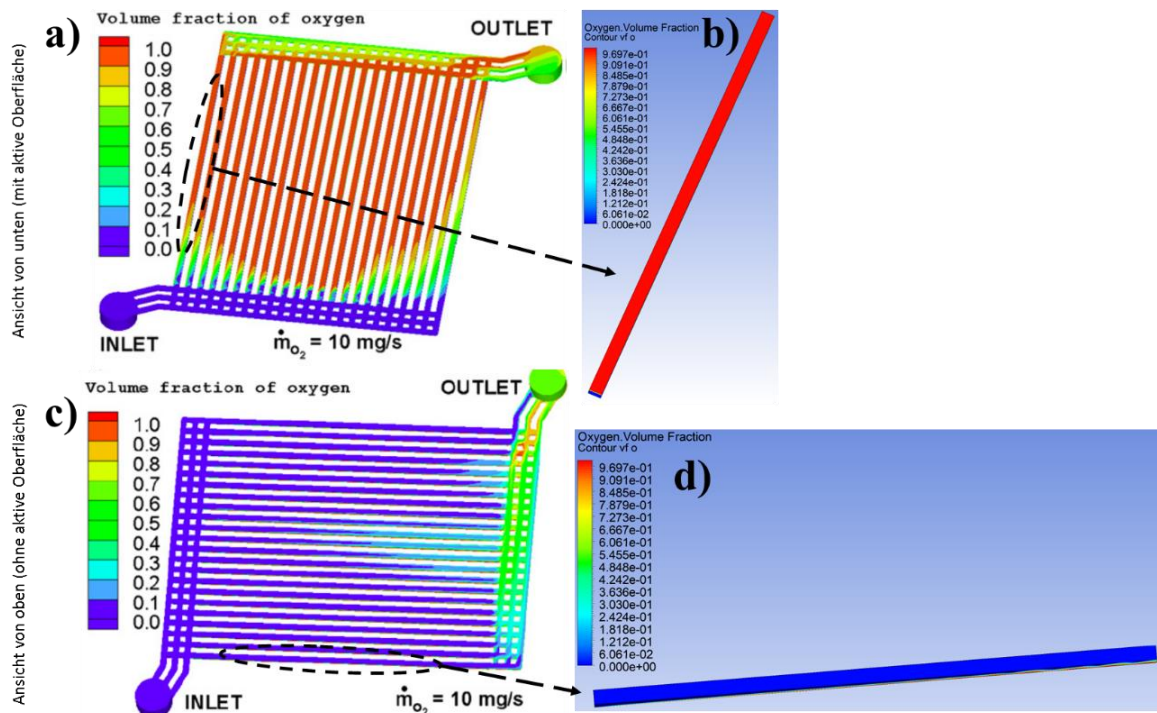 Ansicht von unten (mit aktive Oberfläche)
a)
Volume fraction of oxygen
1.0
0.9
0.8
0.7
0.6
0.5
0.4
0.3
0.2
0.1
0.0
OUTLET
INLET
ṁO₂ = 10 mg/s
b)
Oxygen.Volume Fraction
Contour vf o
9.697e-01
9.091e-01
8.485e-01
7.879e-01
7.273e-01
6.667e-01
6.061e-01
5.455e-01
4.848e-01
4.242e-01
3.636e-01
3.030e-01
2.424e-01
1.818e-01
1.212e-01
6.061e-02
0.000e+00
Ansicht von oben (ohne aktive Oberfläche)
c)
Volume fraction of oxygen
1.0
0.9
0.8
0.7
0.6
0.5
0.4
0.3
0.2
0.1
0.0
OUTLET
INLET
ṁO₂ = 10 mg/s
d)
Oxygen.Volume Fraction
Contour vf o
9.697e-01
9.091e-01
8.485e-01
7.879e-01
7.273e-01
6.667e-01
6.061e-01
5.455e-01
4.848e-01
4.242e-01
3.636e-01
3.030e-01
2.424e-01
1.818e-01
1.212e-01
6.061e-02
0.000e+00